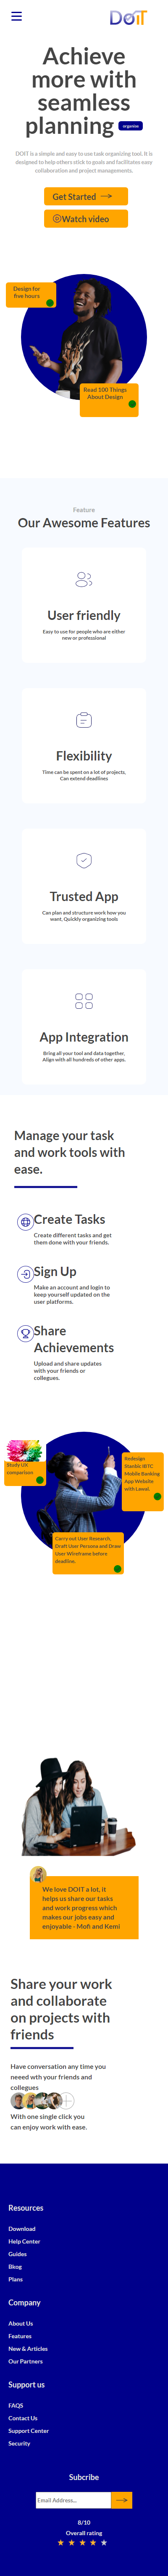 DOIT
Achieve
more with
seamless
planning organise
DOIT is a simple and easy to use task organizing tool. It is
designed to help others stick to goals and facilitates easy
collaboration and project managements.
Get Started
Watch video
Design for
five hours
Read 100 Things
About Design
Feature
Our Awesome Features
User friendly
Easy to use for people who are either
new or professional
Flexibility
Time can be spent on a lot of projects,
Can extend deadlines
Trusted App
Can plan and structure work how you
want, Quickly organizing tools
App Integration
Bring all your tool and data together,
Align with all hundreds of other apps.
Manage your task
and work tools with
ease.
Create Tasks
Create different tasks and get
them done with your friends.
Sign Up
Make an account and login to
keep yourself updated on the
user platforms.
Share
Achievements
Upload and share updates
with your friends or
collegues.
Study UX
comparison
Redesign
Stanbic IBTC
Mobile Banking
App Website
with Lawal.
Carry out User Research,
Draft User Persona and Draw
User Wireframe before
deadline.
We love DOIT a lot, it
helps us share our tasks
and work progress which
makes our jobs easy and
enjoyable - Mofi and Kemi
Share your work
and collaborate
on projects with
friends
Have conversation any time you
need wth your friends and
collegues
With one single click you
can enjoy work with ease.
Resources
Download
Help Center
Guides
Bkog
Plans
Company
About Us
Features
New & Articles
Our Partners
Support us
FAQS
Contact Us
Support Center
Security
Subcribe
Email Address...
8/10
Overall rating